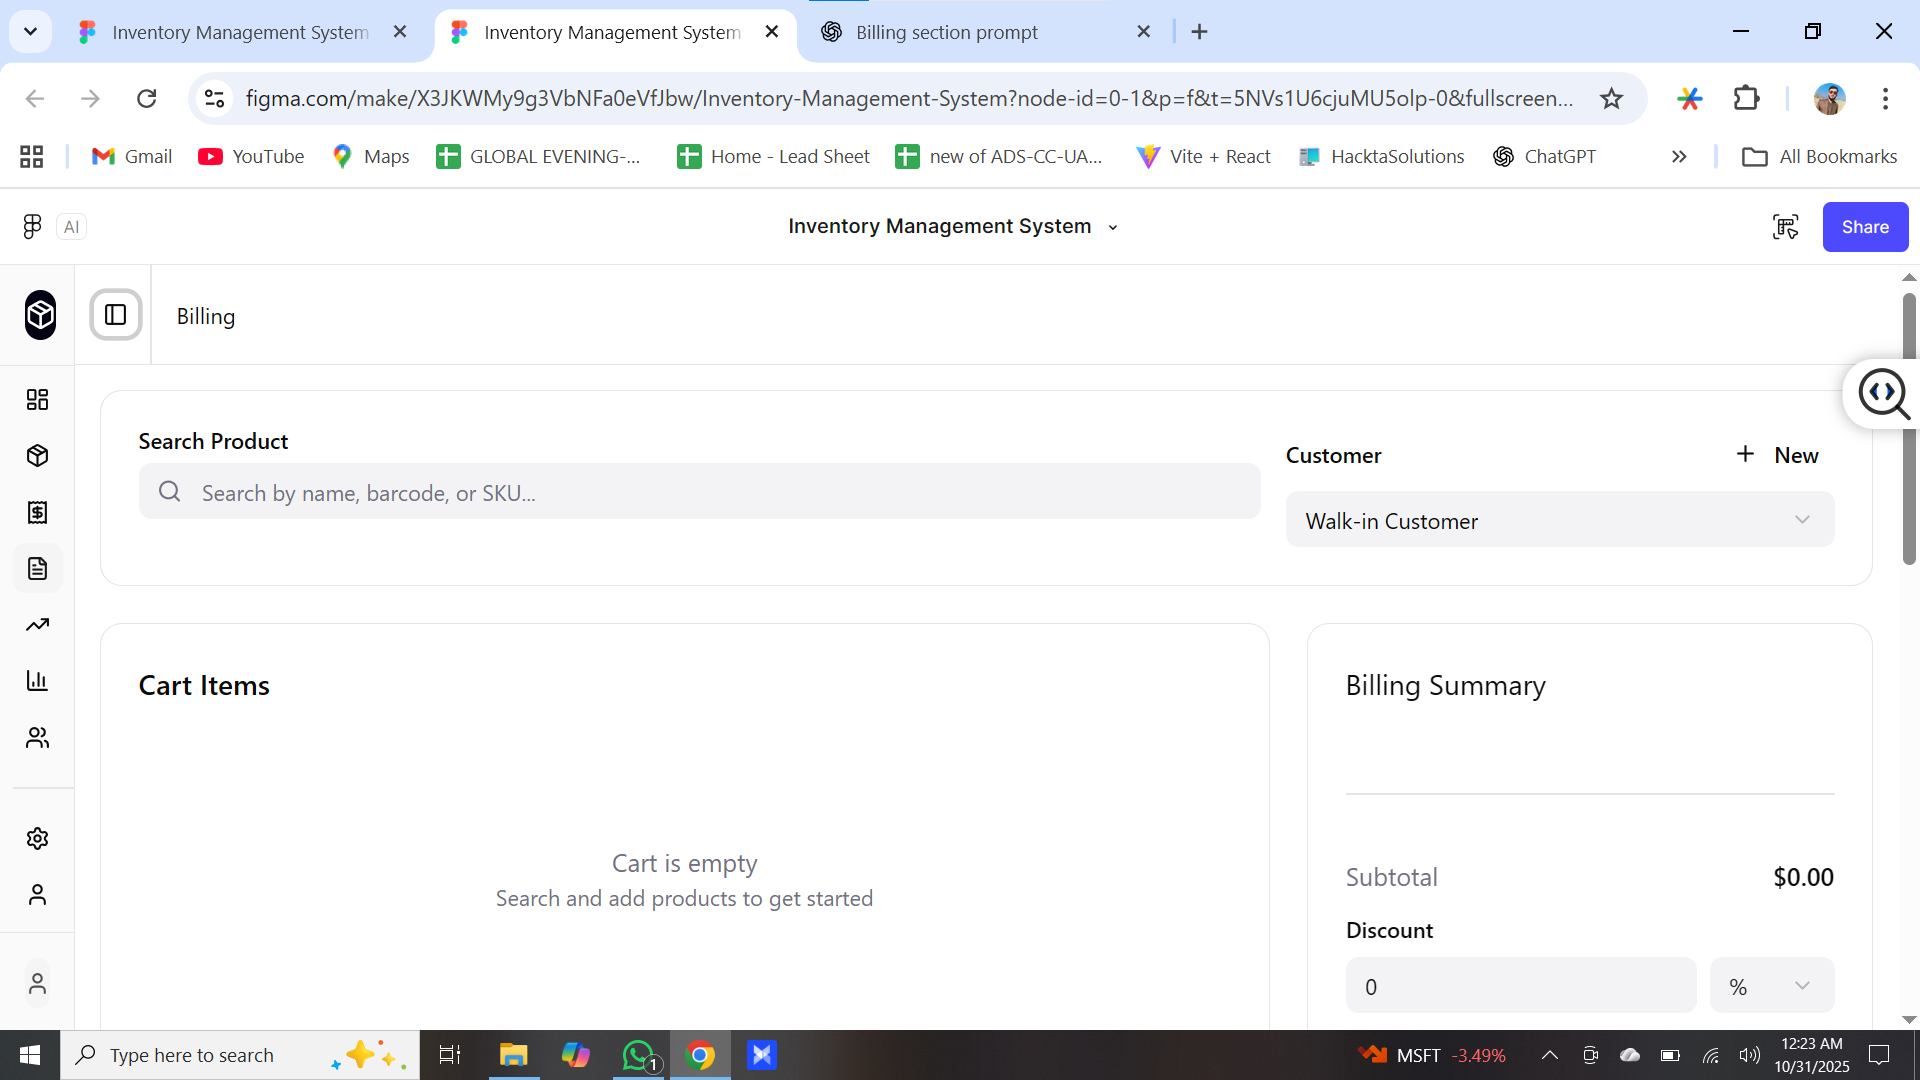 Inventory Management System
Inventory Management System
Billing section prompt
figma.com/make/X3JKWMy9g3VbNFa0eVfJbw/Inventory-Management-System?node-id=0-1&p=f&t=5NVs1U6cjuMU5olp-0&fullscreen...
Gmail
YouTube
Maps
GLOBAL EVENING-...
Home - Lead Sheet
new of ADS-CC-UA...
Vite + React
HacktaSolutions
ChatGPT
All Bookmarks
AI
Inventory Management System
Share
Billing
Search Product
Search by name, barcode, or SKU...
Customer
New
Walk-in Customer
Cart Items
Cart is empty
Search and add products to get started
Billing Summary
Subtotal
$0.00
Discount
0
%
Type here to search
1
MSFT -3.49%
12:23 AM
10/31/2025